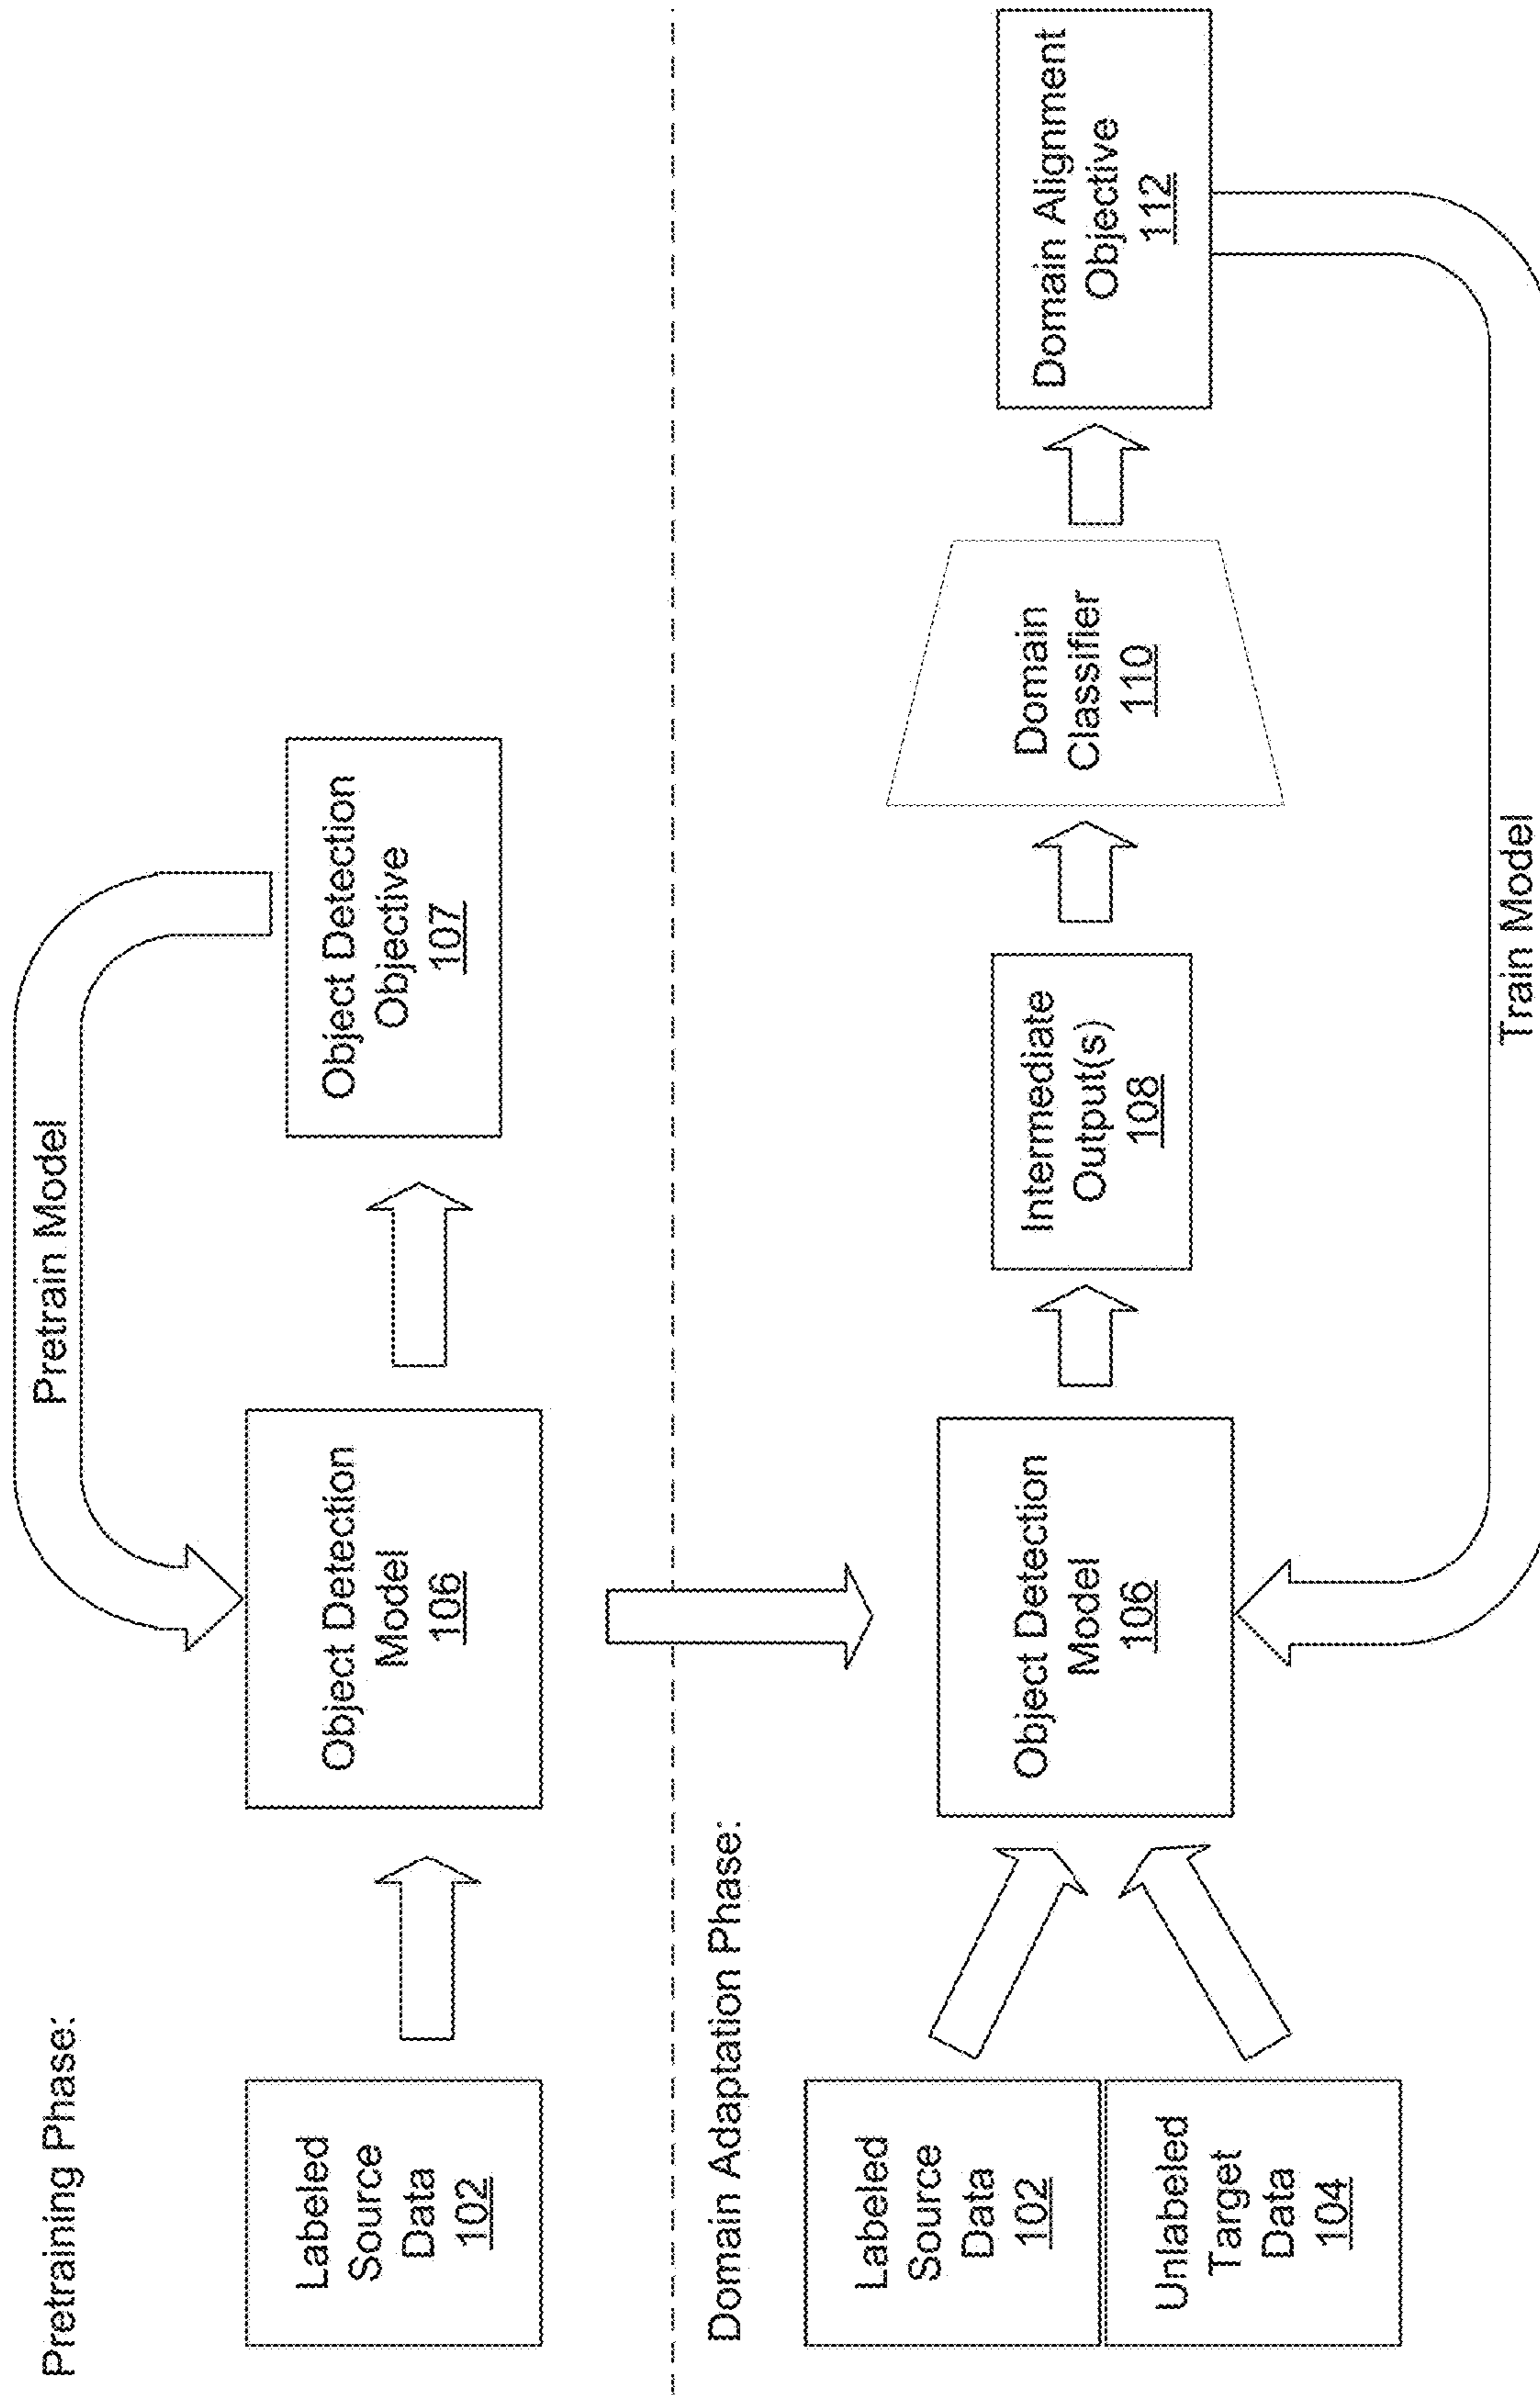 Pretraining Phase:
Pretrain Model
Labeled
Source
Data
102
Object Detection
Model
106
Object Detection
Objective
107
Domain Adaptation Phase:
Labeled
Source
Data
102
Unlabeled
Target
Data
104
Object Detection
Model
106
Intermediate
Output(s)
108
Domain
Classifier
110
Domain Alignment
Objective
112
Train Model